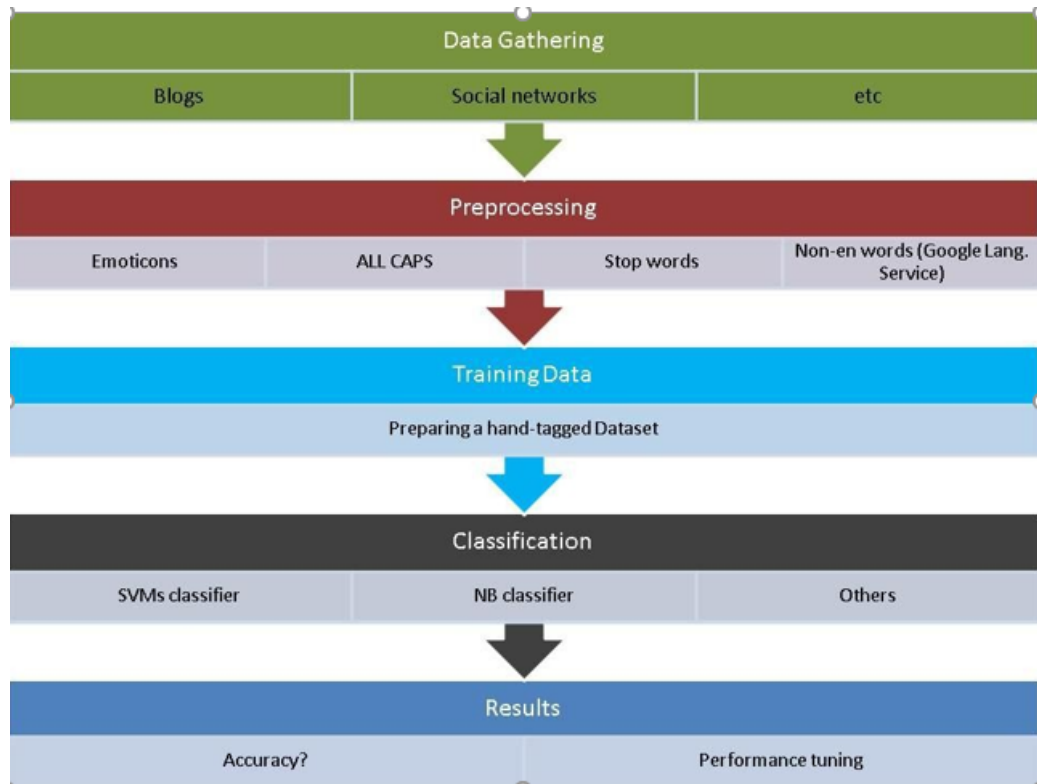 Data Gathering
Blogs
Social networks
etc
Preprocessing
Emoticons
ALL CAPS
Stop words
Non-en words (Google Lang.
Service)
Training Data
Preparing a hand-tagged Dataset
Classification
SVMs classifier
NB classifier
Others
Results
Accuracy?
Performance tuning